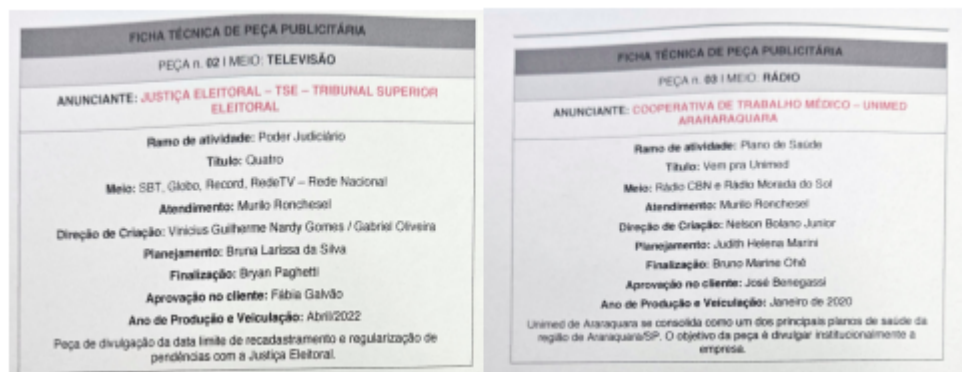 FICHA TÉCNICA DE PEÇA PUBLICITÁRIA
PEÇA n. 02 I MEIO: TELEVISÃO
ANUNCIANTE: JUSTIÇA ELEITORAL – TSE – TRIBUNAL SUPERIOR
ELEITORAL
Ramo de atividade: Poder Judiciário
Título: Quatro
Meio: SBT, Globo, Record, RedeTV – Rede Nacional
Atendimento: Murilo Ronchesel
Direção de Criação: Vinicius Guilherme Nardy Gomes / Gabriel Oliveira
Planejamento: Bruna Larissa da Silva
Finalização: Bryan Paghetti
Aprovação no cliente: Fábia Galvão
Ano de Produção e Veiculação: Abril/2022
Peça de divulgação da data limite de recadastramento e regularização de
pendências com a Justiça Eleitoral.
FICHA TÉCNICA DE PEÇA PUBLICITÁRIA
PEÇA n. 03 I MEIO: RÁDIO
ANUNCIANTE: COOPERATIVA DE TRABALHO MÉDICO – UNIMED
ARARARAQUARA
Ramo de atividade: Plano de Saúde
Título: Vem pra Unimed
Meio: Rádio CBN e Rádio Morada do Sol
Atendimento: Murilo Ronchesel
Direção de Criação: Nelson Bolano Junior
Planejamento: Judith Helena Marini
Finalização: Bruno Marine Ohê
Aprovação no cliente: José Benegassi
Ano de Produção e Veiculação: Janeiro de 2020
Unimed de Araraquara se consolida como um dos principais planos de saúde da
região de Araraquara/SP. O objetivo da peça é divulgar institucionalmente a
empresa.